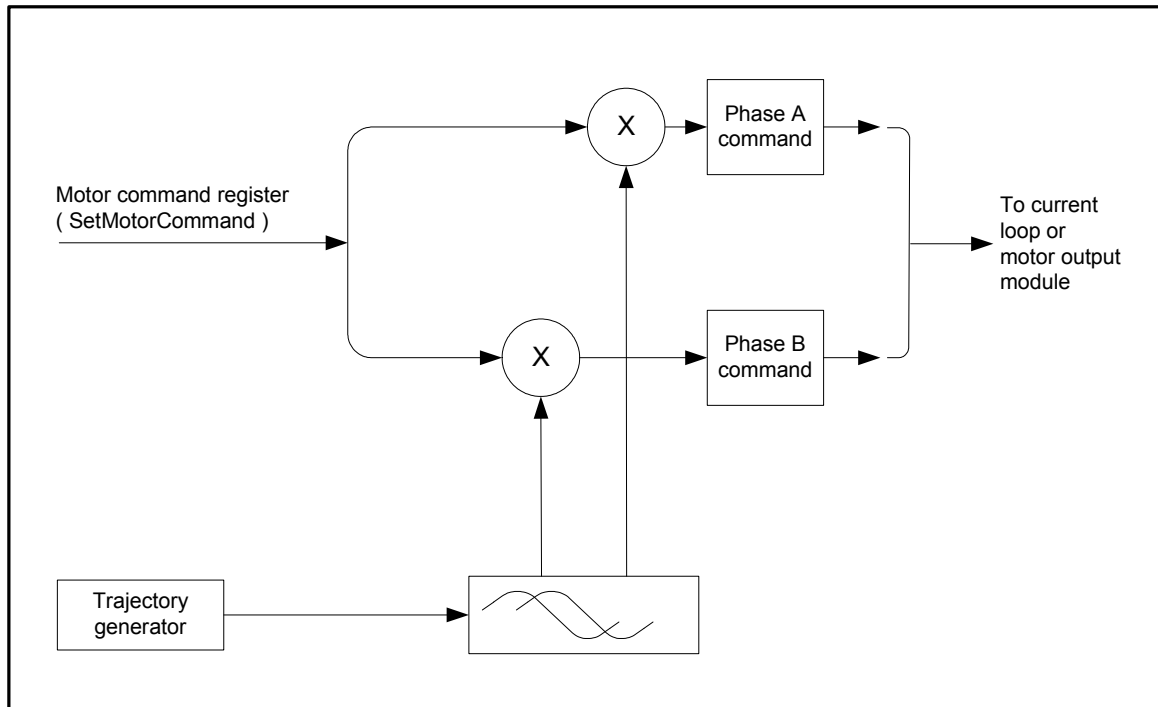 Motor command register
( SetMotorCommand )
X
Phase A
command
X
Phase B
command
To current
loop or
motor output
module
Trajectory
generator